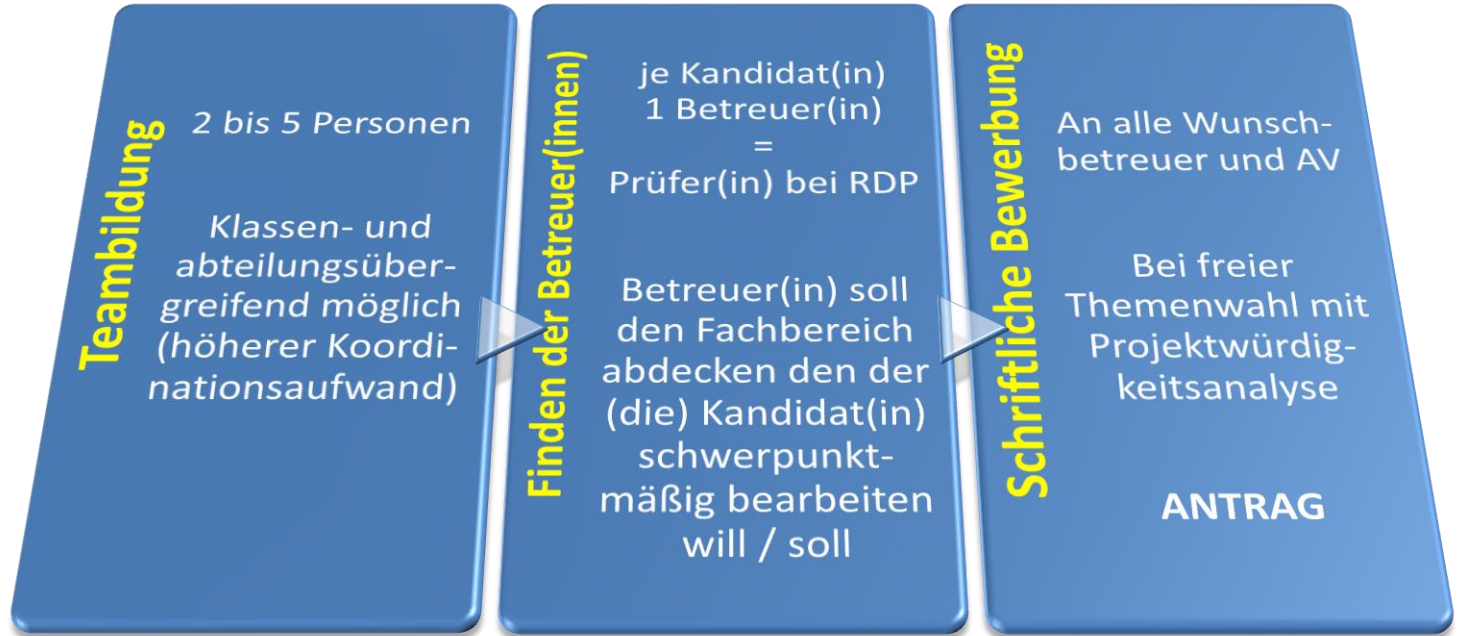 Teambildung
2 bis 5 Personen
Klassen- und
abteilungsüber-
greifend möglich
(höherer Koordi-
nationsaufwand)
Finden der Betreuer(innen)
je Kandidat(in)
1 Betreuer(in)
=
Prüfer(in) bei RDP
Betreuer(in) soll
den Fachbereich
abdecken den der
(die) Kandidat(in)
schwerpunkt-
mäßig bearbeiten
will / soll
Schriftliche Bewerbung
An alle Wunsch-
betreuer und AV
Bei freier
Themenwahl mit
Projektwürdig-
keitsanalyse
ANTRAG